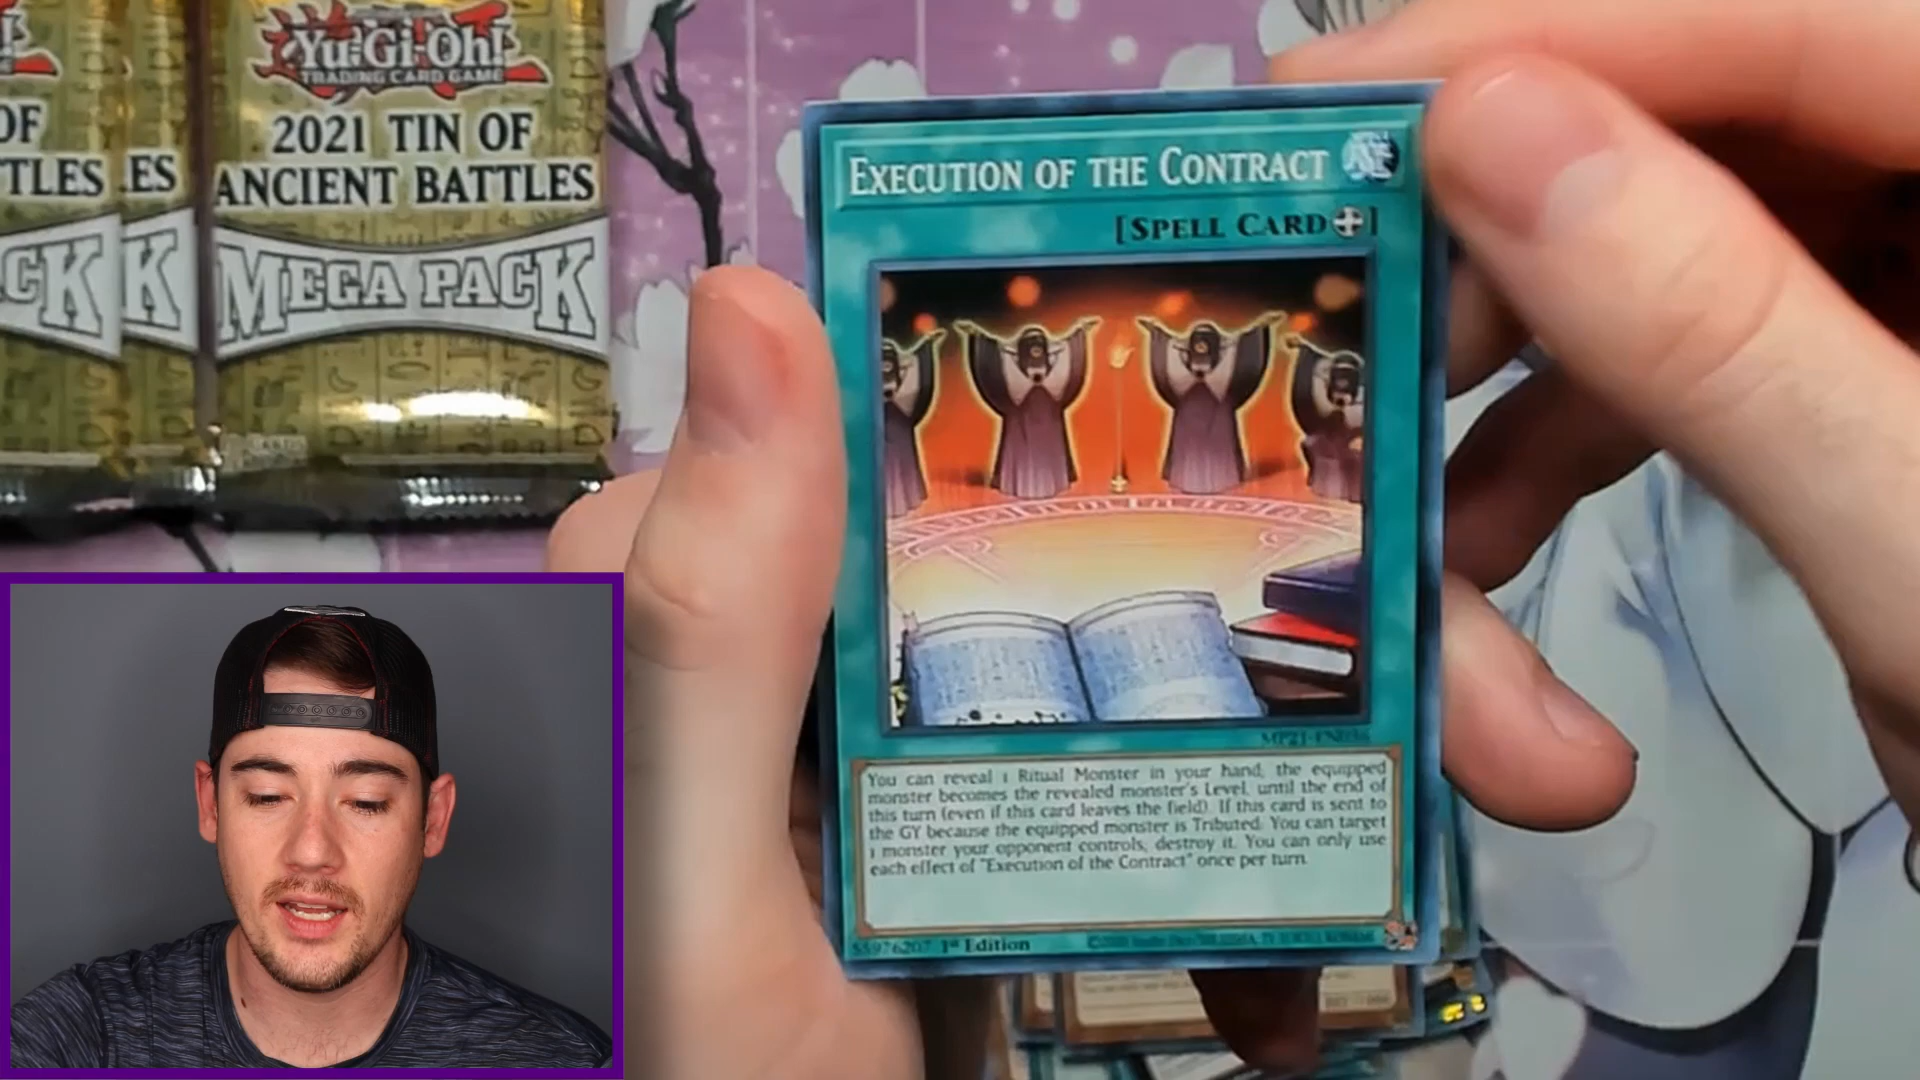 Yu-Gi-Oh!
TRADING CARD GAME
2021 TIN OF
ANCIENT BATTLES
MEGA PACK
OF
TLES
CK
ES
K
EXECUTION OF THE CONTRACT
[SPELL CARD]
You can reveal 1 Ritual Monster in your hand, the equipped
monster becomes the revealed monster's Level, until the end of
this turn (even if this card leaves the field). If this card is sent to
the GY because the equipped monster is Tributed: You can target
1 monster your opponent controls; destroy it. You can only use
each effect of "Execution of the Contract" once per turn.
55976207 1st Edition